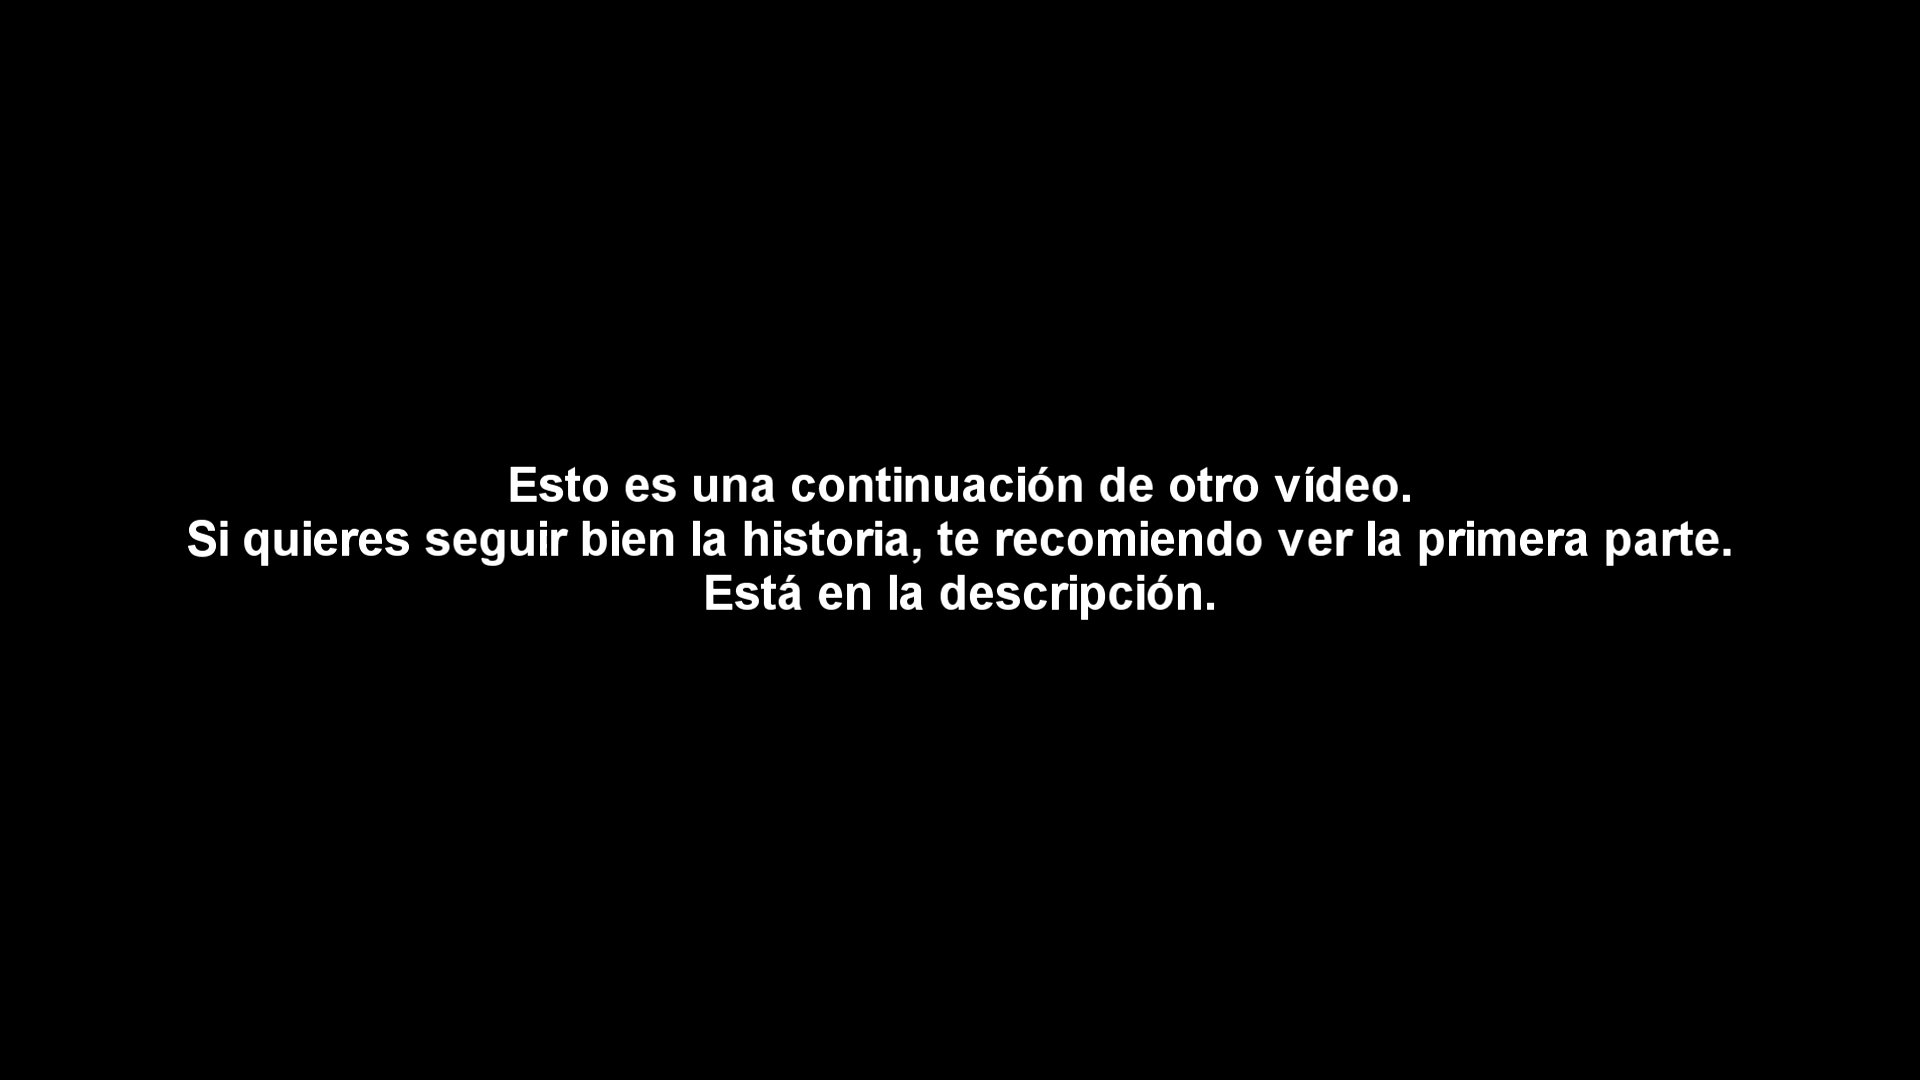 Esto es una continuación de otro vídeo.
Si quieres seguir bien la historia, te recomiendo ver la primera parte.
Está en la descripción.